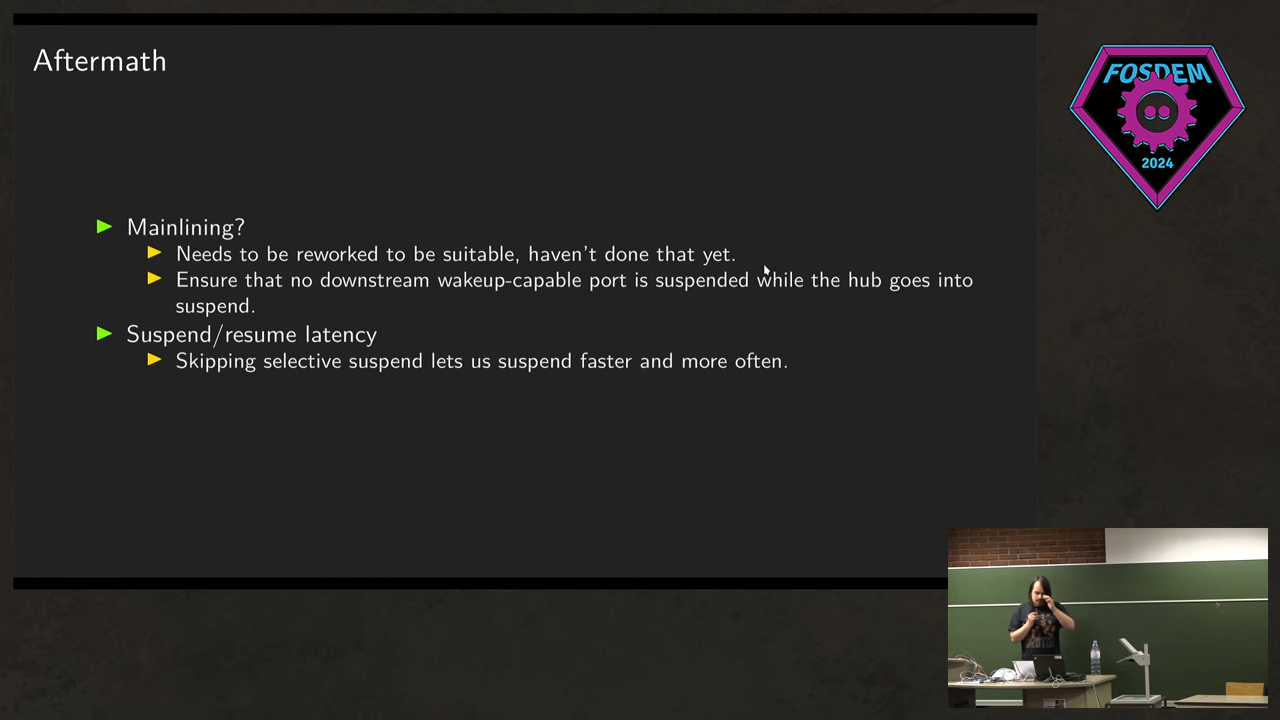 Aftermath
Mainlining?
Needs to be reworked to be suitable, haven't done that yet.
Ensure that no downstream wakeup-capable port is suspended while the hub goes into
suspend.
Suspend/resume latency
Skipping selective suspend lets us suspend faster and more often.
FOSDEM
2024